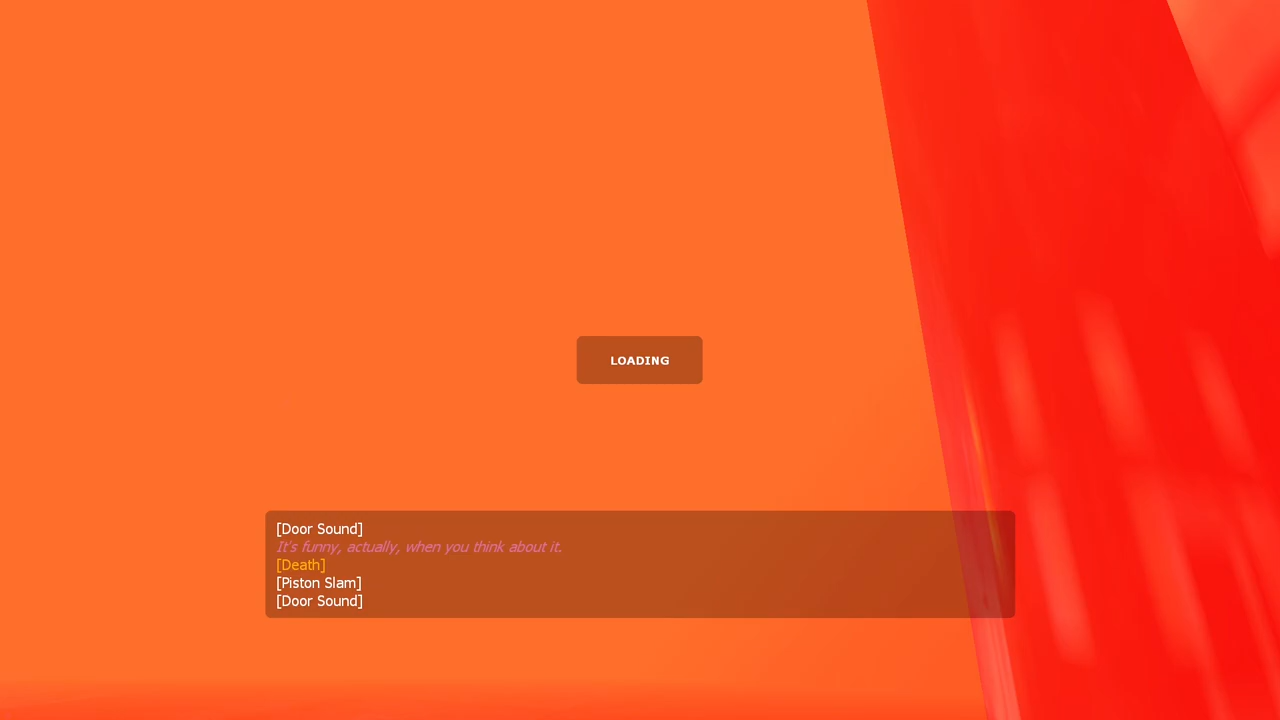 LOADING
[Door Sound]
It's funny, actually, when you think about it.
[Death]
[Piston Slam]
[Door Sound]